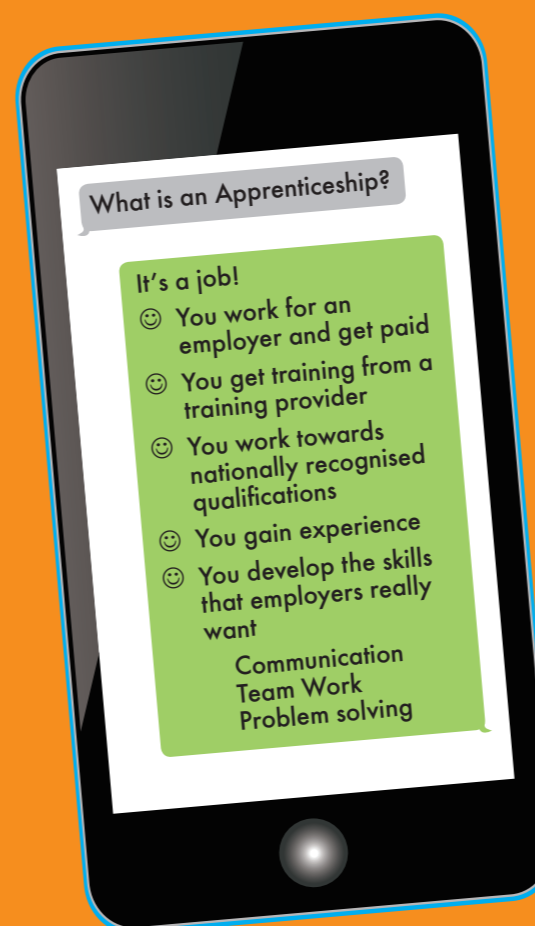 What is an Apprenticeship?
It's a job!
☺ You work for an
employer and get paid
☺ You get training from a
training provider
☺ You work towards
nationally recognised
qualifications
☺ You gain experience
☺ You develop the skills
that employers really
want
Communication
Team Work
Problem solving